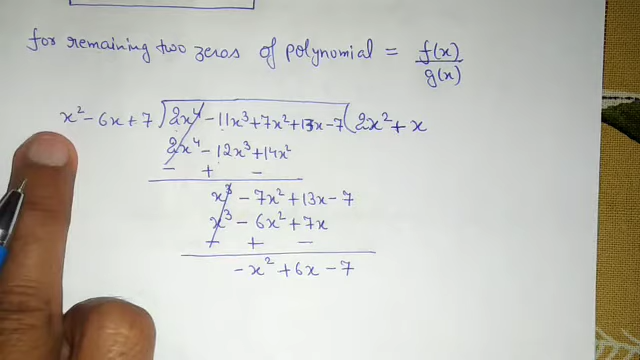 for remaining two zeros of polynomial = f(x)/g(x)
x² - 6x + 7 ) 2x⁴ - 11x³ + 7x² + 13x - 7 ( 2x² + x
2x⁴ - 12x³ + 14x²
- + -
x³ - 7x² + 13x - 7
x³ - 6x² + 7x
- + -
-x² + 6x - 7